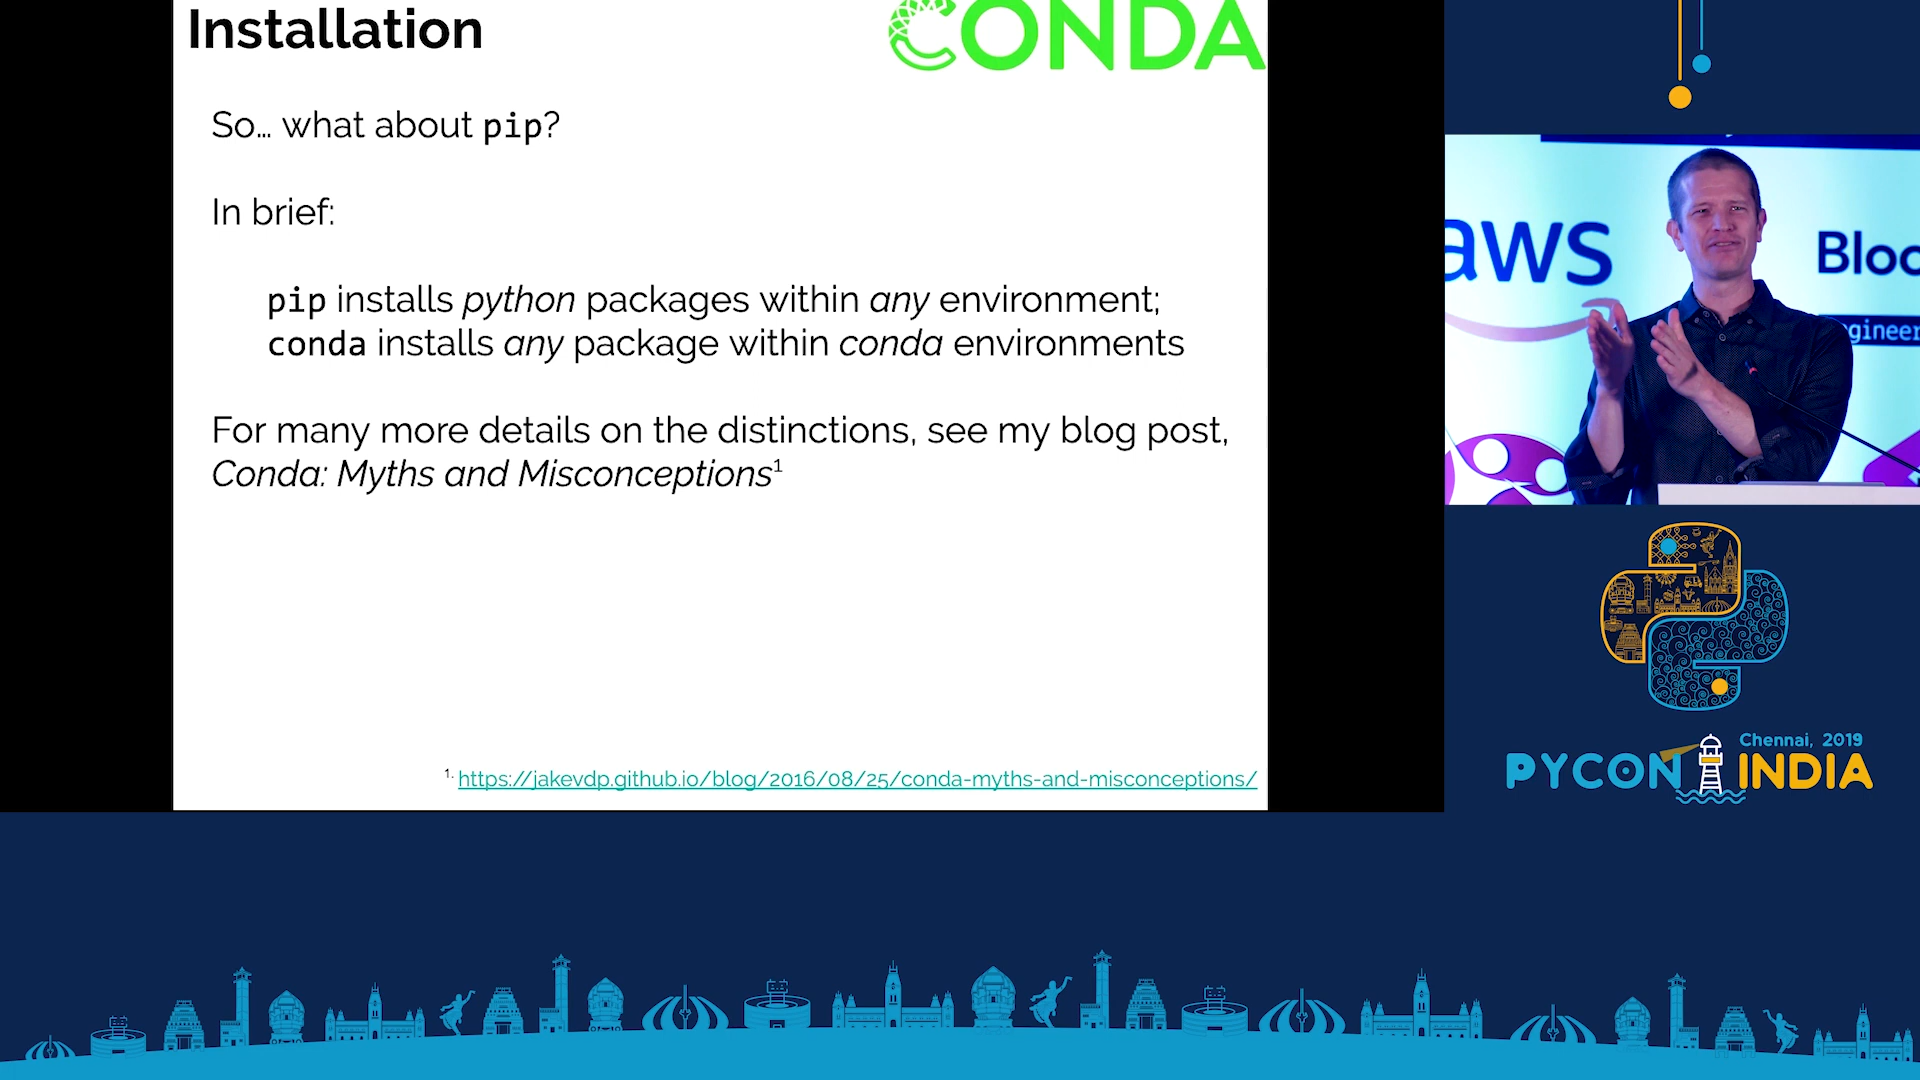 Installation
CONDA
So... what about pip?
In brief:
pip installs python packages within any environment;
conda installs any package within conda environments
For many more details on the distinctions, see my blog post,
Conda: Myths and Misconceptions¹
1. https://jakevdp.github.io/blog/2016/08/25/conda-myths-and-misconceptions/
aws
Bloo
gineer
Chennai, 2019
PYCON INDIA